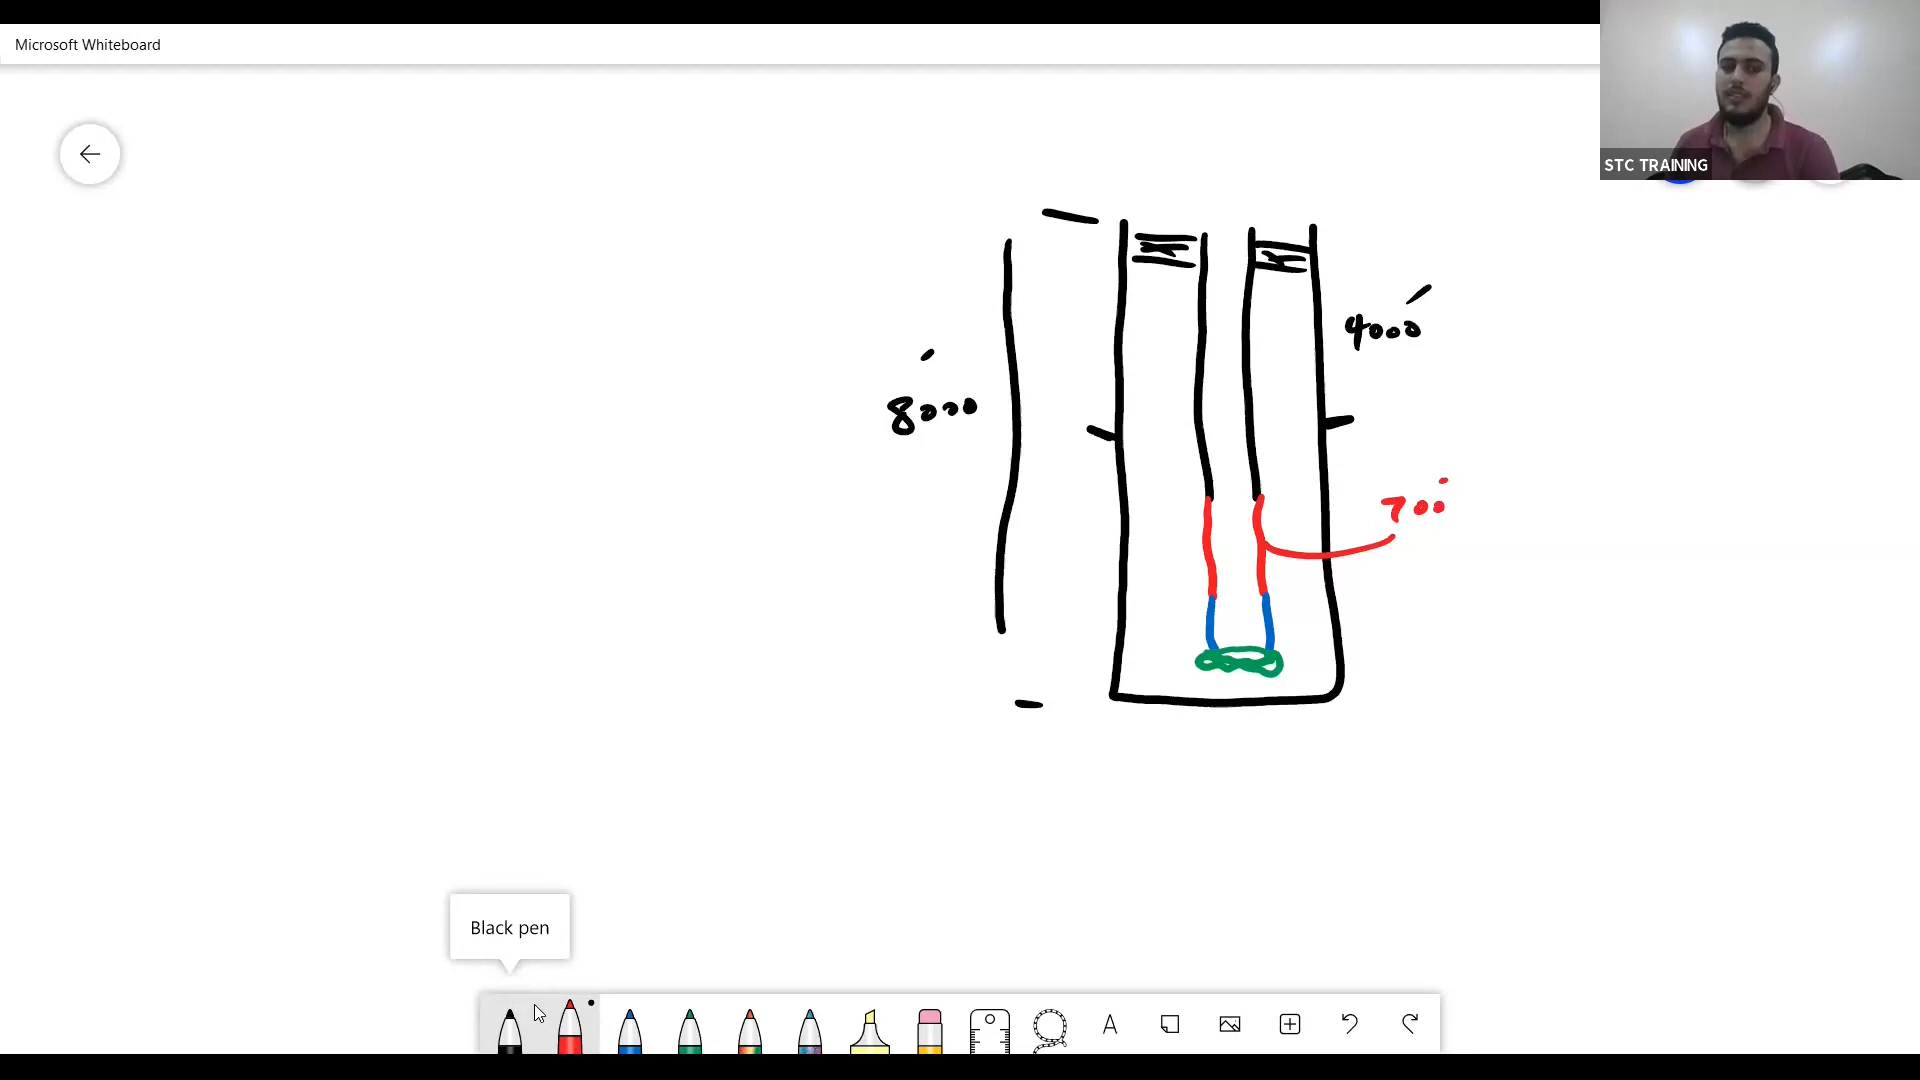 Microsoft Whiteboard
STC TRAINING
4000'
8000'
700'
Black pen
A